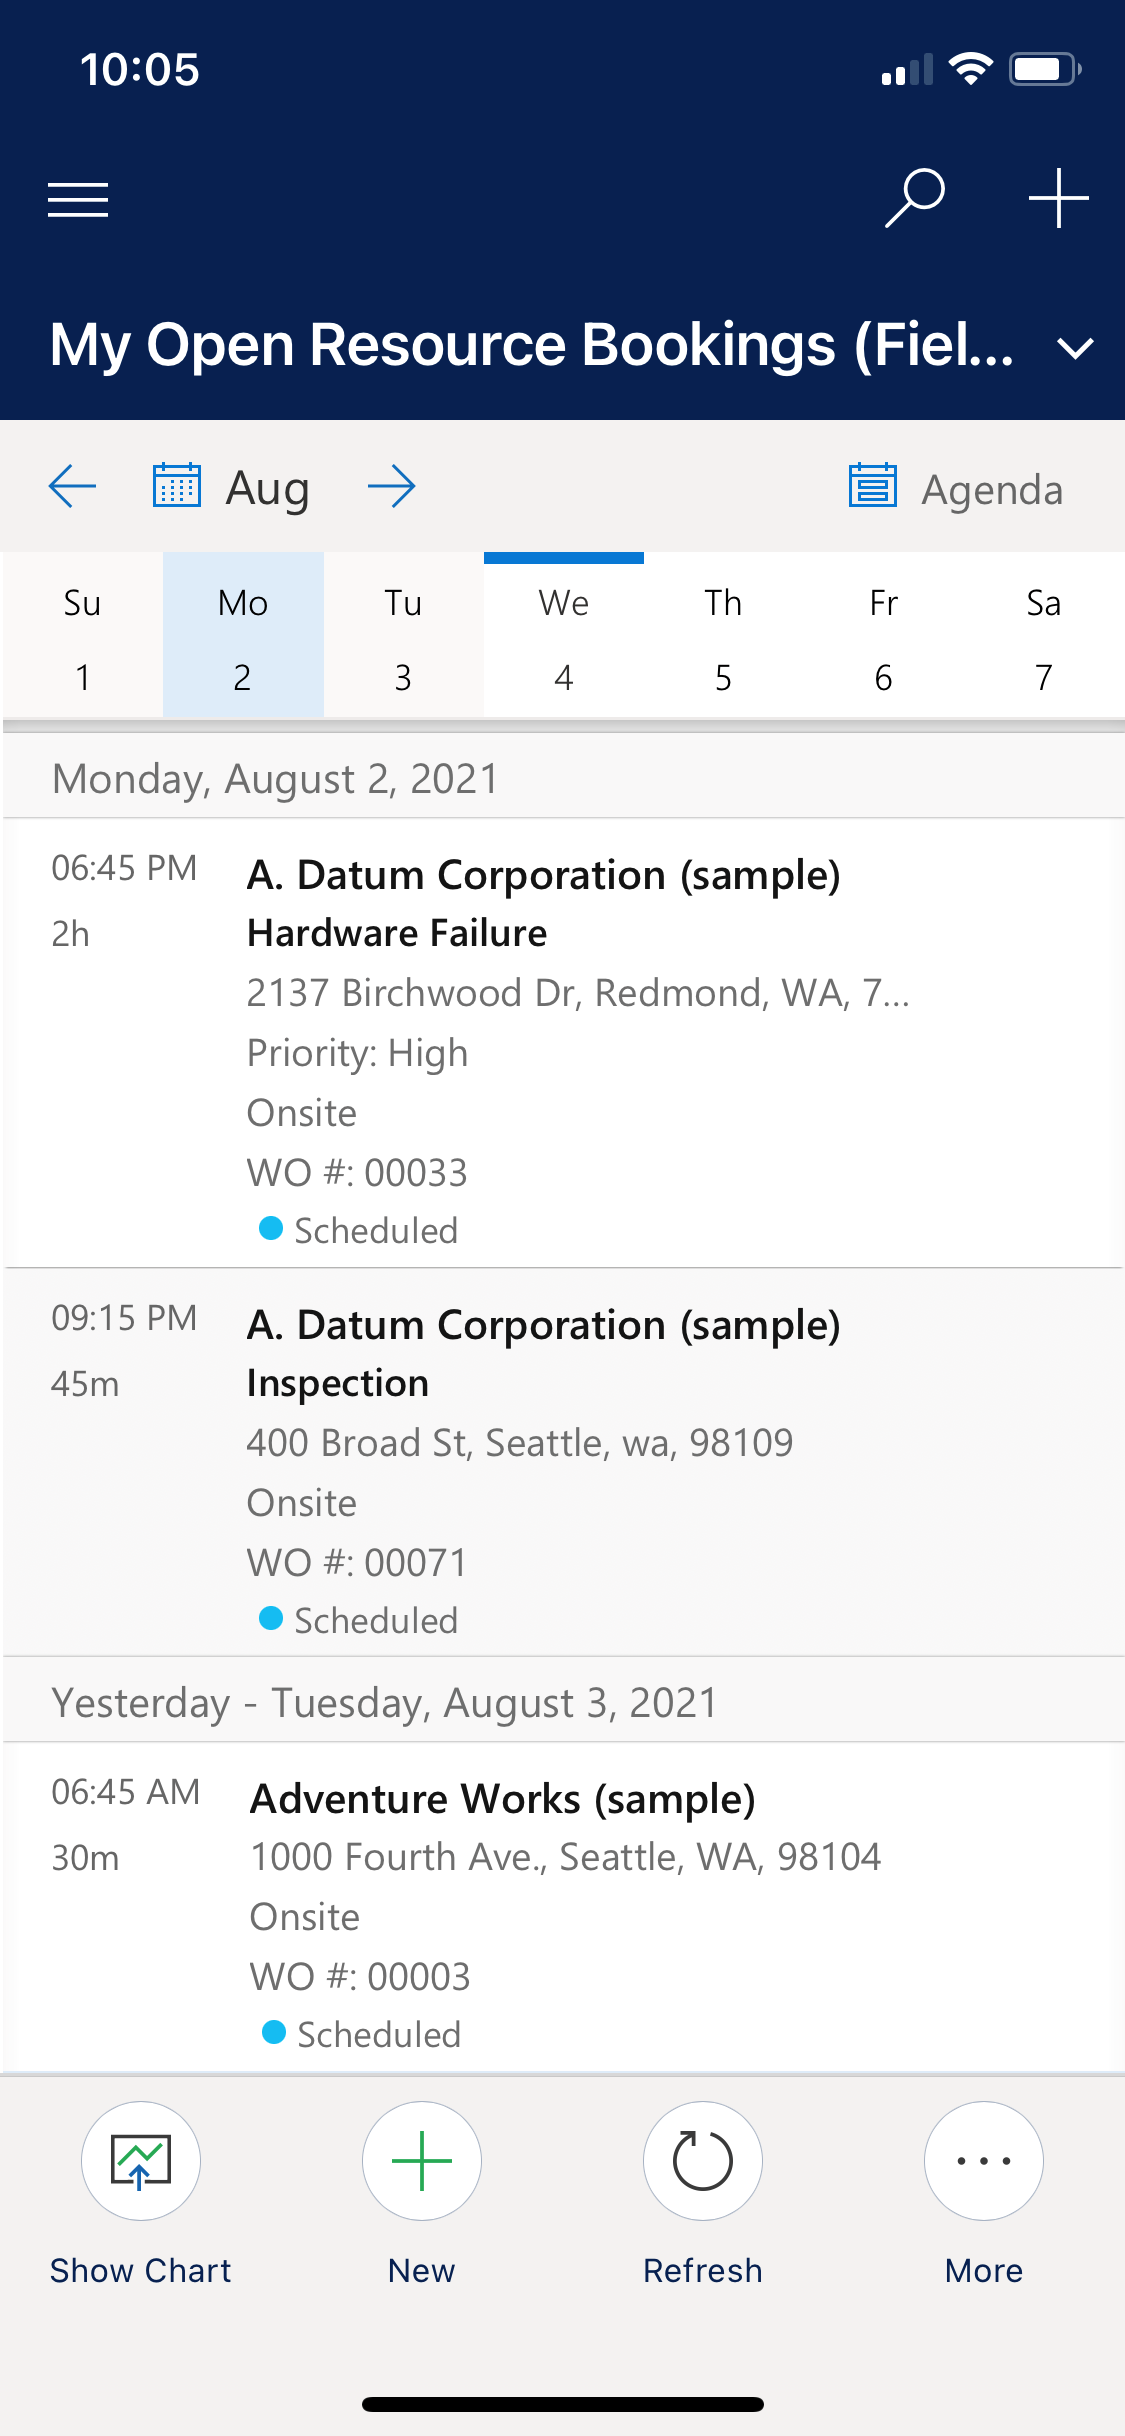 10:05
My Open Resource Bookings (Fiel...
Aug
Agenda
Su Mo Tu We Th Fr Sa
1 2 3 4 5 6 7
Monday, August 2, 2021
06:45 PM
2h
A. Datum Corporation (sample)
Hardware Failure
2137 Birchwood Dr, Redmond, WA, 7...
Priority: High
Onsite
WO #: 00033
Scheduled
09:15 PM
45m
A. Datum Corporation (sample)
Inspection
400 Broad St, Seattle, wa, 98109
Onsite
WO #: 00071
Scheduled
Yesterday - Tuesday, August 3, 2021
06:45 AM
30m
Adventure Works (sample)
1000 Fourth Ave., Seattle, WA, 98104
Onsite
WO #: 00003
Scheduled
Show Chart
New
Refresh
More